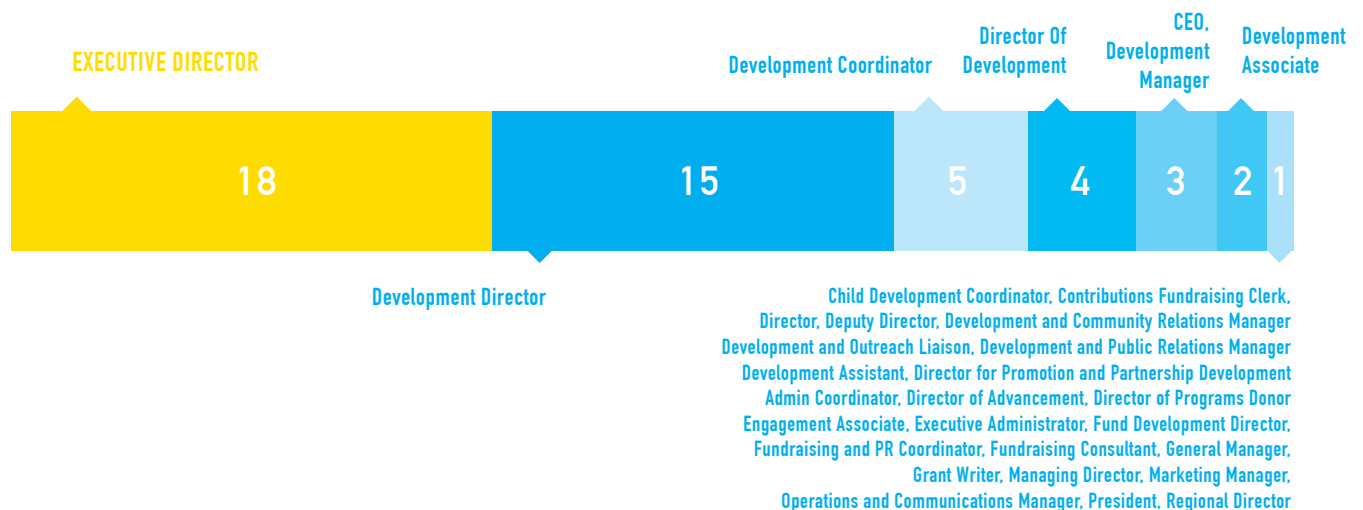 EXECUTIVE DIRECTOR
Development Coordinator
Director Of
Development
CEO,
Development
Manager
Development
Associate
18
15
5
4
3
2
1
Development Director
Child Development Coordinator, Contributions Fundraising Clerk,
Director, Deputy Director, Development and Community Relations Manager
Development and Outreach Liaison, Development and Public Relations Manager
Development Assistant, Director for Promotion and Partnership Development
Admin Coordinator, Director of Advancement, Director of Programs Donor
Engagement Associate, Executive Administrator, Fund Development Director,
Fundraising and PR Coordinator, Fundraising Consultant, General Manager,
Grant Writer, Managing Director, Marketing Manager,
Operations and Communications Manager, President, Regional Director